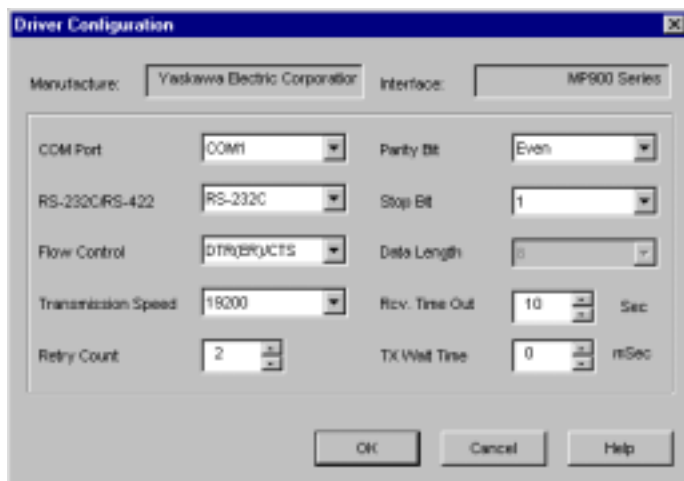 Driver Configuration
Manufacture: Yaskawa Electric Corporation Interface: MP900 Series
COM Port COM1 Parity Bit Even
RS-232C/RS-422 RS-232C Stop Bit 1
Flow Control DTR(ER)/CTS Data Length 8
Transmission Speed 19200 Rcv. Time Out 10 Sec
Retry Count 2 TX Wait Time 0 mSec
OK Cancel Help